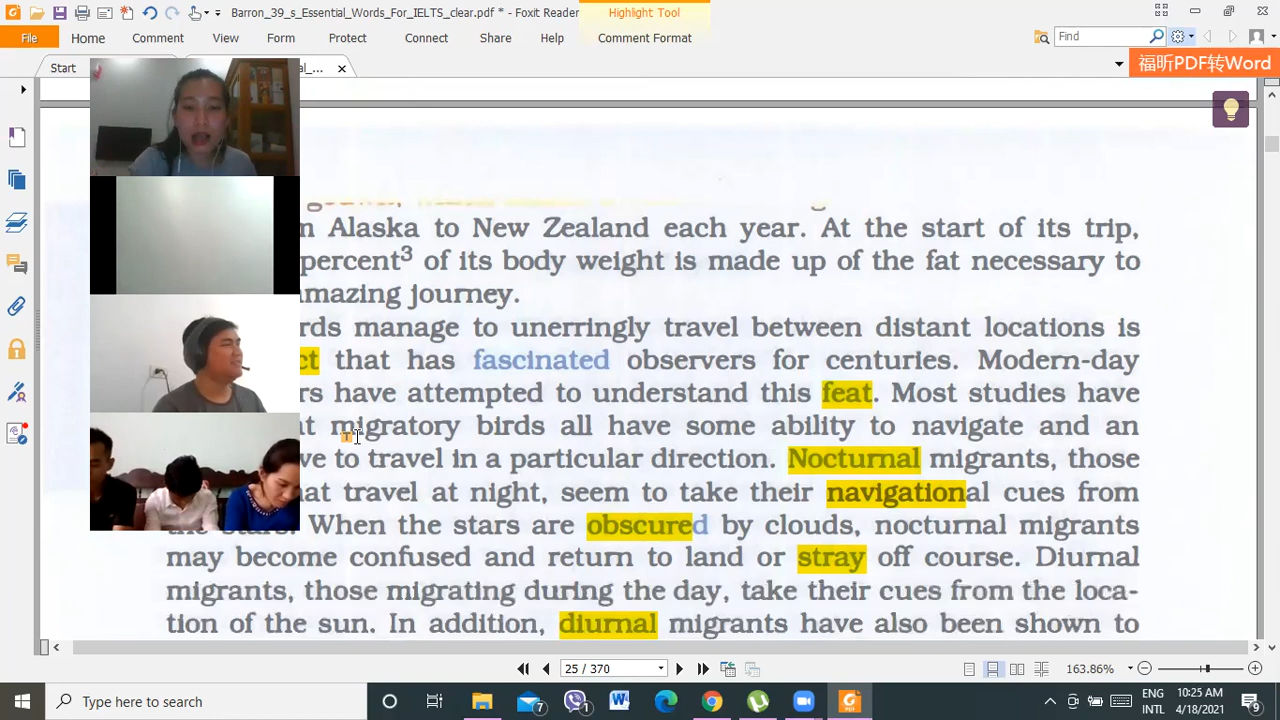 Barron_39_s_Essential_Words_For_IELTS_clear.pdf * - Foxit Reader
Highlight Tool
File Home Comment View Form Protect Connect Share Help Comment Format
Find
Start
al_...
福昕PDF转Word
Alaska to New Zealand each year. At the start of its trip,
percent³ of its body weight is made up of the fat necessary to
amazing journey.
manage to unerringly travel between distant locations is
that has fascinated observers for centuries. Modern-day
have attempted to understand this feat. Most studies have
migratory birds all have some ability to navigate and an
to travel in a particular direction. Nocturnal migrants, those
travel at night, seem to take their navigational cues from
the stars. When the stars are obscured by clouds, nocturnal migrants
may become confused and return to land or stray off course. Diurnal
migrants, those migrating during the day, take their cues from the loca-
tion of the sun. In addition, diurnal migrants have also been shown to
25 / 370
163.86%
Type here to search
7
1
ENG
INTL
10:25 AM
4/18/2021
9